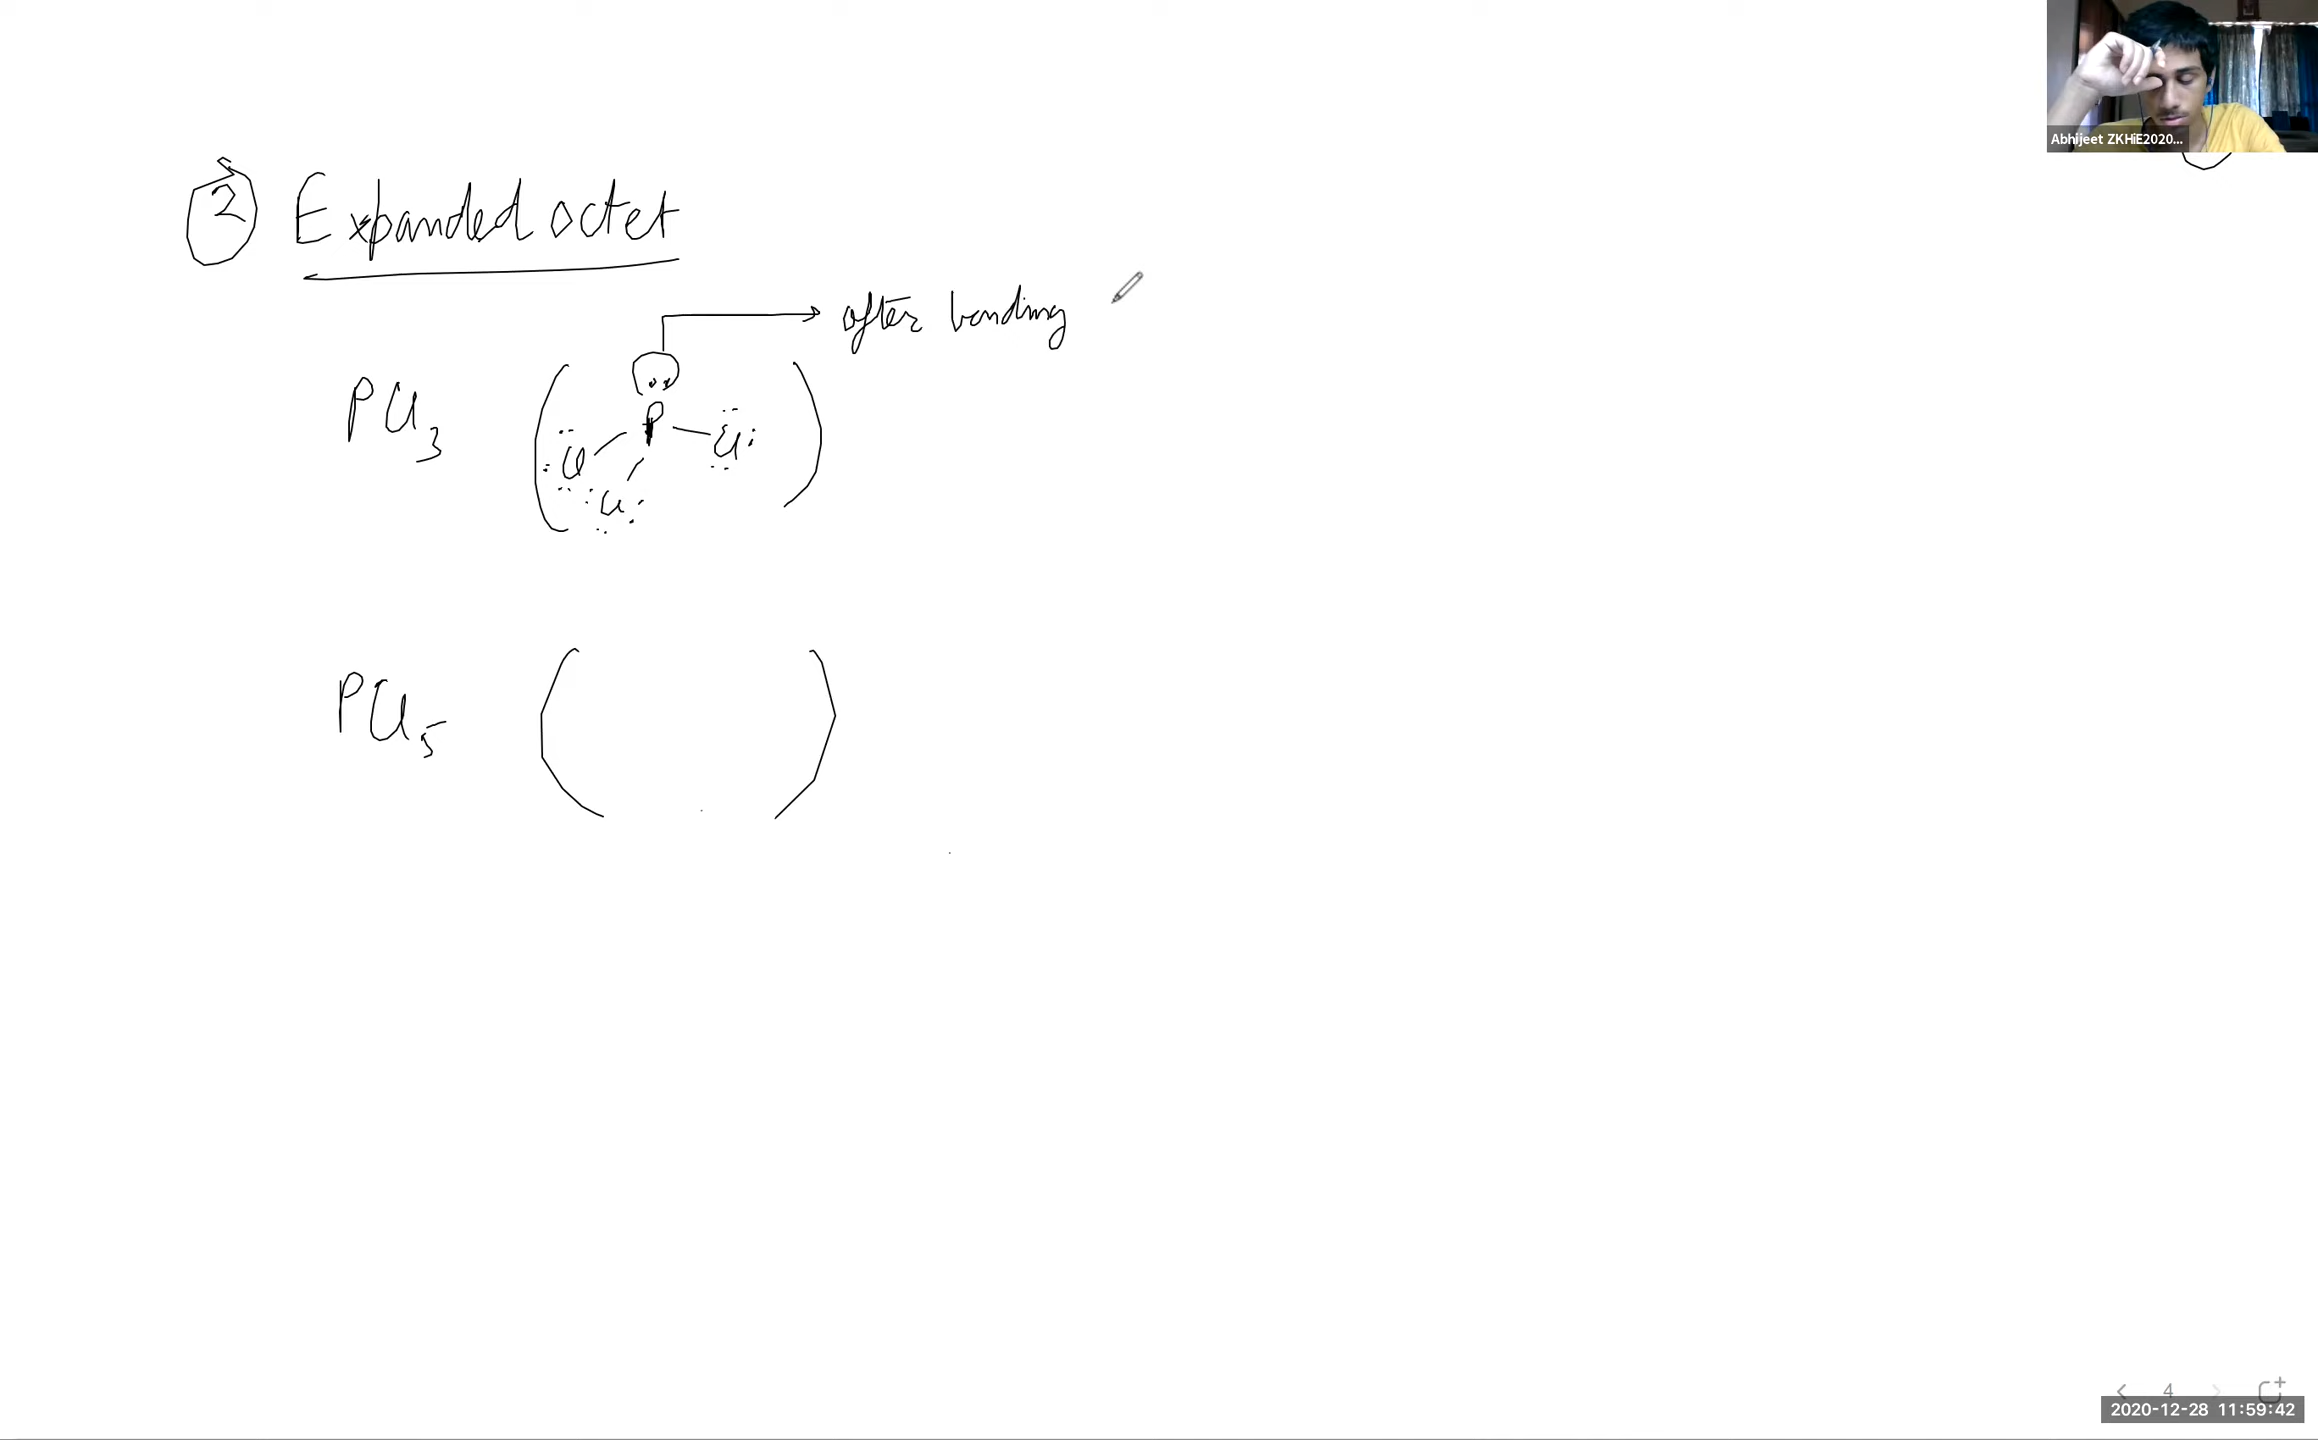 Abhijeet ZKHiE2020...
2 Expanded octet
after bonding
PCl3
P
Cl
Cl
Cl
PCl5
4
2020-12-28 11:59:42